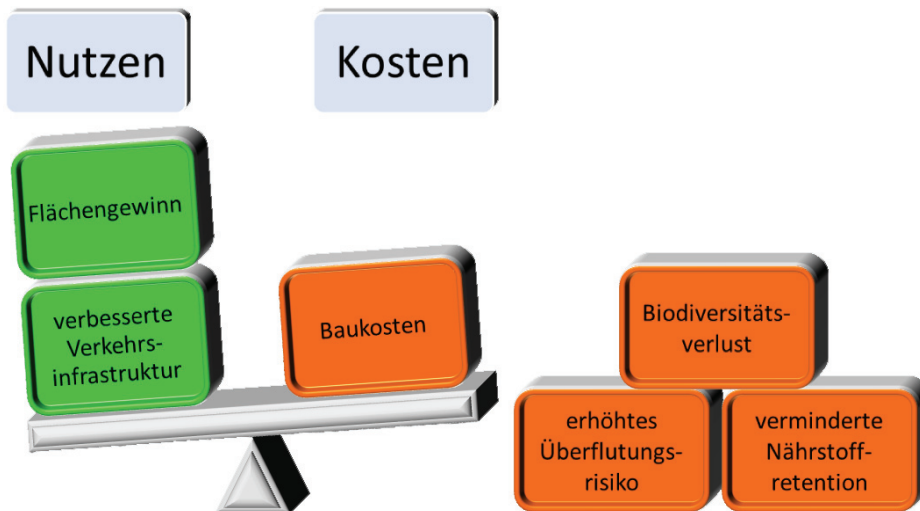 Nutzen
Kosten
Flächengewinn
verbesserte
Verkehrs-
infrastruktur
Baukosten
Biodiversitäts-
verlust
erhöhtes
Überflutungs-
risiko
verminderte
Nährstoff-
retention